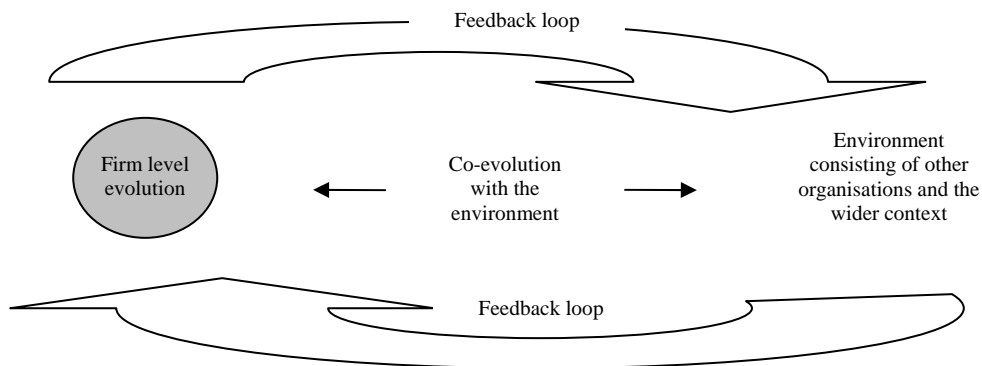 Feedback loop
Firm level
evolution
Co-evolution
with the
environment
Environment
consisting of other
organisations and the
wider context
Feedback loop